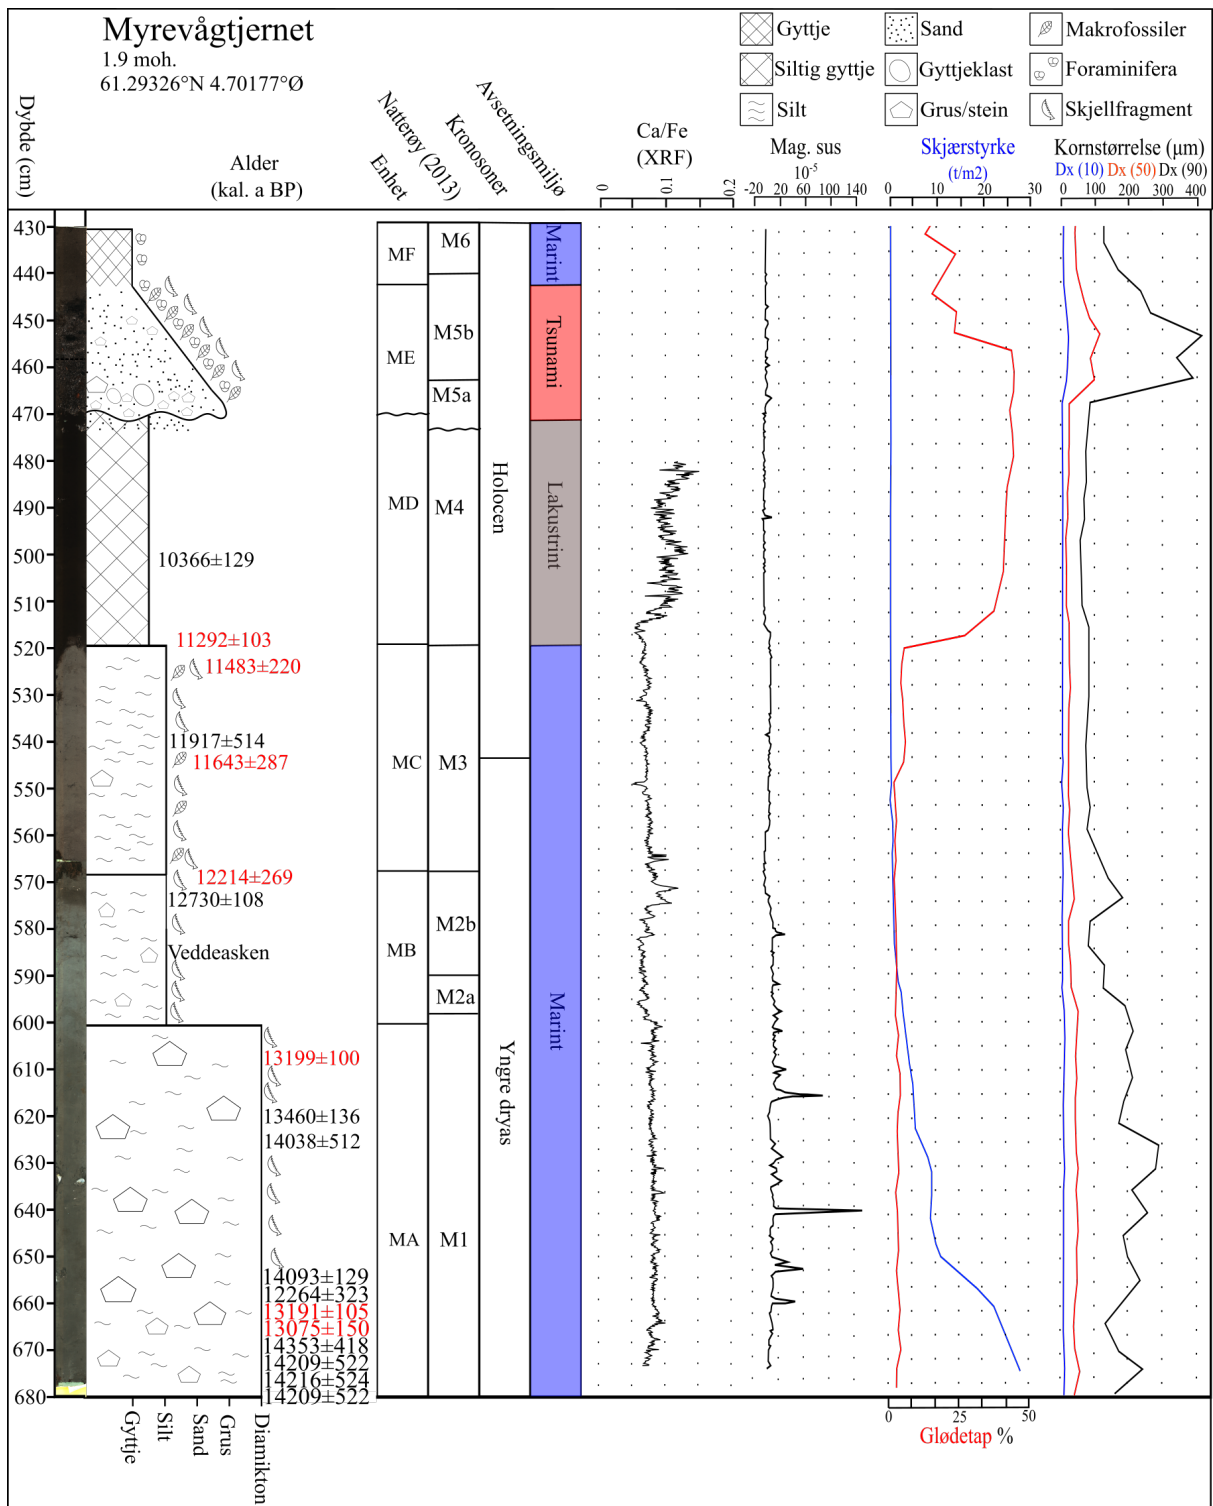 Myrevågtjernet
1.9 moh.
61.29326°N 4.70177°Ø
Gyttje
Siltig gyttje
Silt
Sand
Gyttjeklast
Grus/stein
Makrofossiler
Foraminifera
Skjellfragment
Dybde (cm)
Alder
(kal. a BP)
Enhet
Natterøy (2013)
Kronosoner
Avsetningsmiljø
Ca/Fe
(XRF)
0 0.1 0.2
Mag. sus
10⁻⁵
-20 20 60 100 140
Skjærstyrke
(t/m2)
0 10 20 30
Kornstørrelse (µm)
Dx (10) Dx (50) Dx (90)
0 100 200 300 400
430
440
450
460
470
480
490
500
510
520
530
540
550
560
570
580
590
600
610
620
630
640
650
660
670
680
10366±129
11292±103
11483±220
11917±514
11643±287
12214±269
12730±108
Veddeasken
13199±100
13460±136
14038±512
14093±129
12264±323
13191±105
13075±150
14353±418
14209±522
14216±524
14209±522
MF
ME
MD
MC
MB
MA
M6
M5b
M5a
M4
M3
M2b
M2a
M1
Holocen
Yngre dryas
Marint
Tsunami
Lakustrint
Marint
Gyttje
Silt
Sand
Grus
Diamikton
0 25 50
Glødetap %